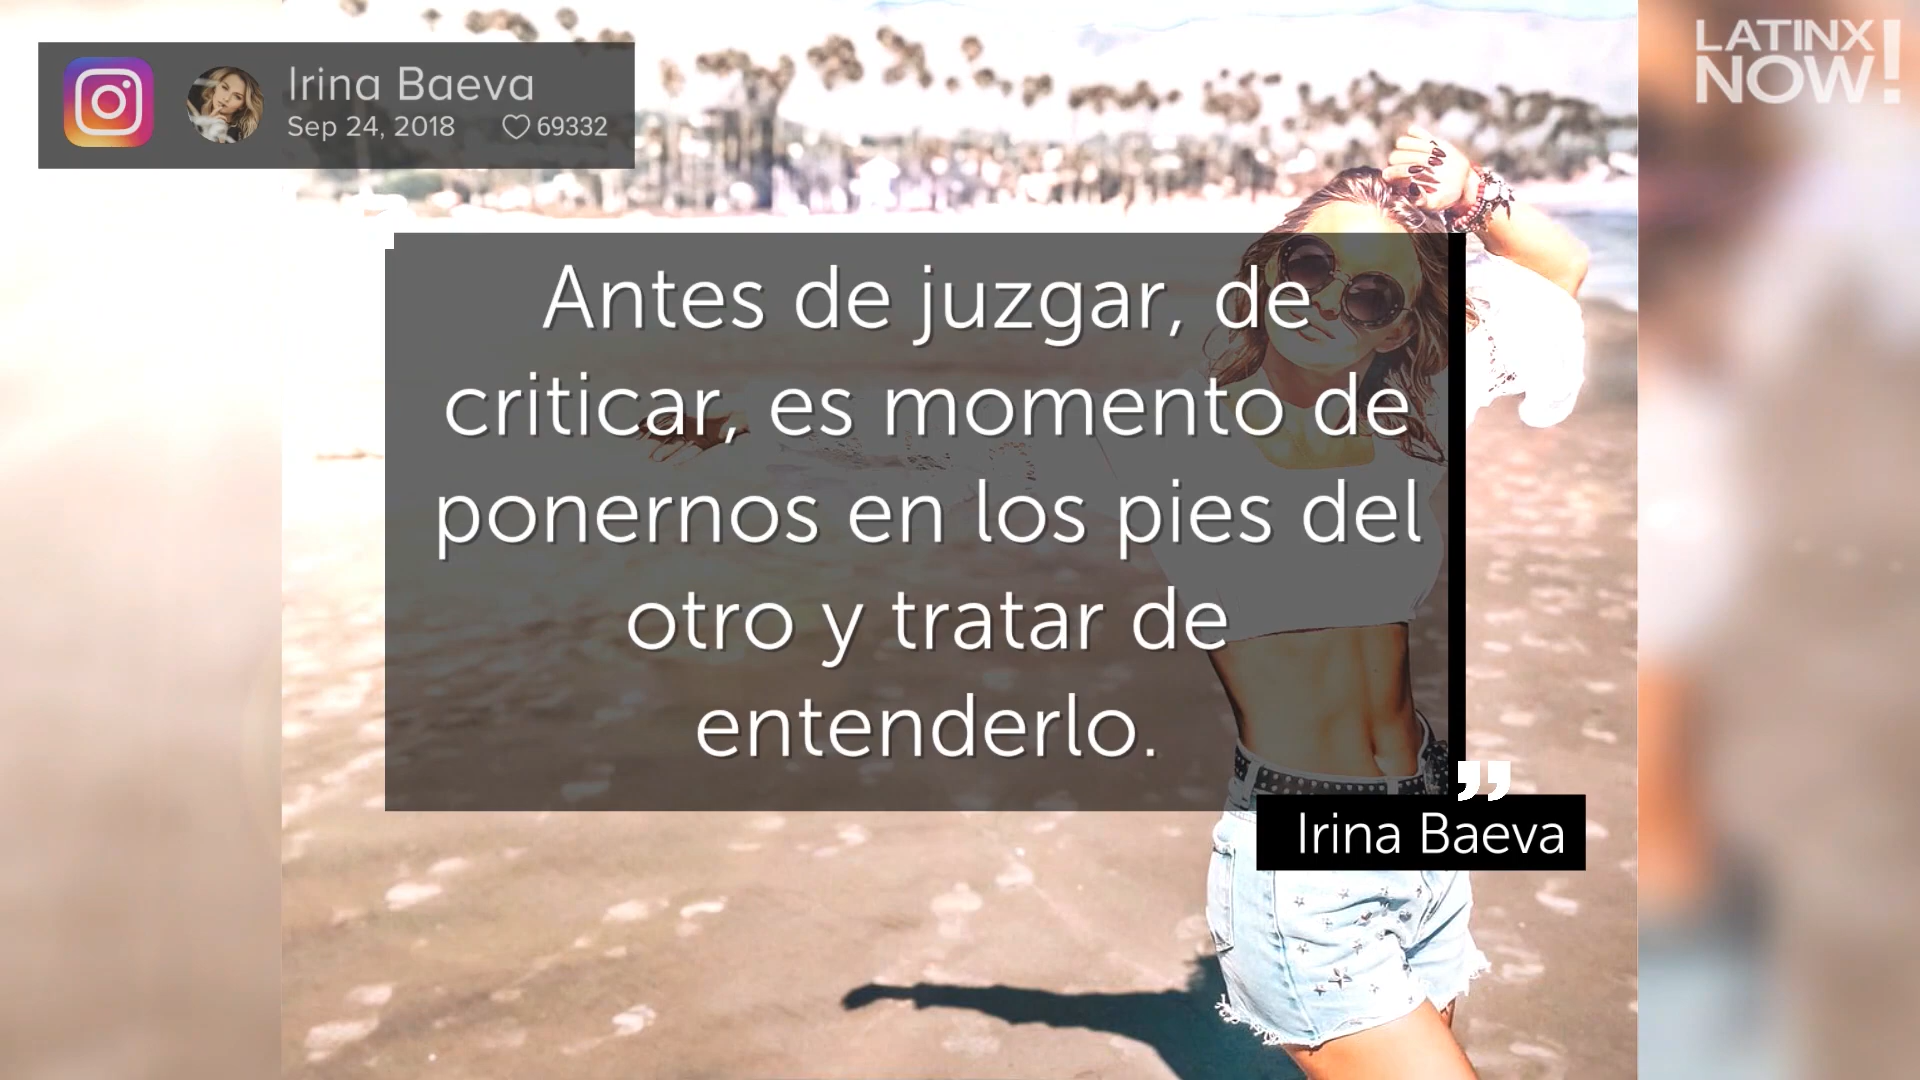 Irina Baeva
Sep 24, 2018 69332
LATINX
NOW!
Antes de juzgar, de
criticar, es momento de
ponernos en los pies del
otro y tratar de
entenderlo.
”
Irina Baeva